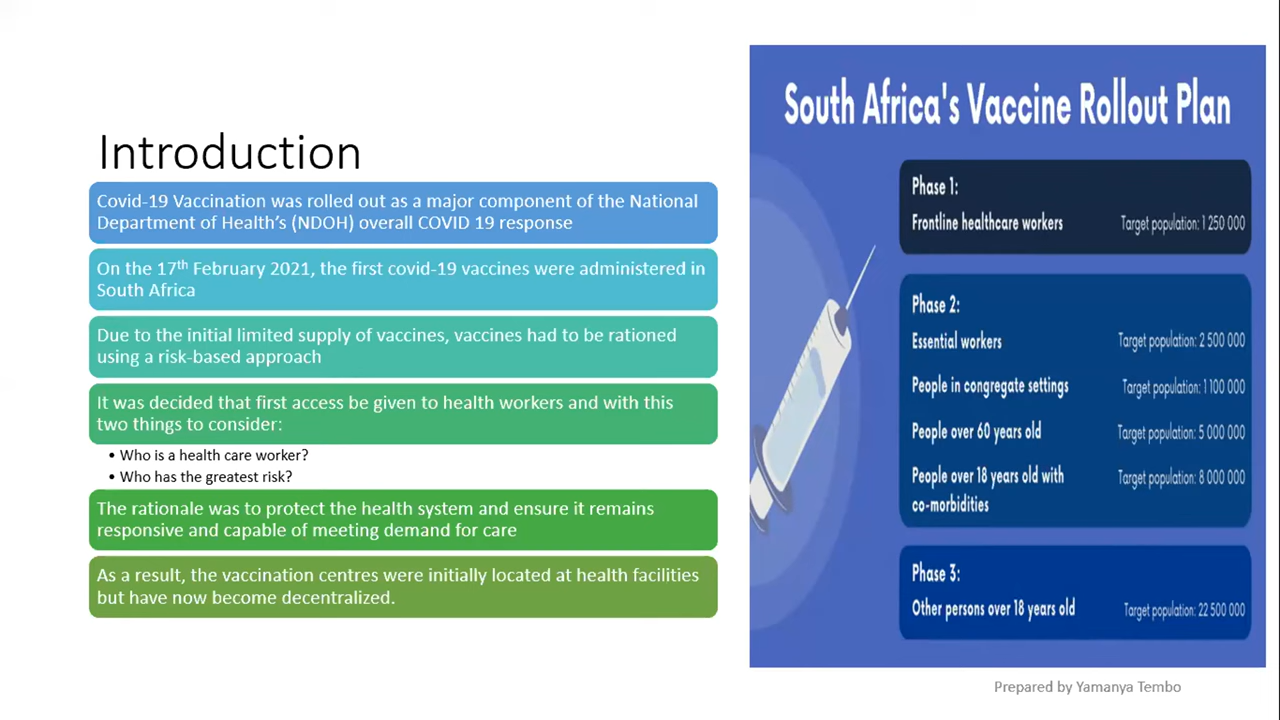 Introduction
Covid-19 Vaccination was rolled out as a major component of the National
Department of Health’s (NDOH) overall COVID 19 response
On the 17th February 2021, the first covid-19 vaccines were administered in
South Africa
Due to the initial limited supply of vaccines, vaccines had to be rationed
using a risk-based approach
It was decided that first access be given to health workers and with this
two things to consider:
• Who is a health care worker?
• Who has the greatest risk?
The rationale was to protect the health system and ensure it remains
responsive and capable of meeting demand for care
As a result, the vaccination centres were initially located at health facilities
but have now become decentralized.
South Africa's Vaccine Rollout Plan
Phase 1:
Frontline healthcare workers Target population: 1 250 000
Phase 2:
Essential workers Target population: 2 500 000
People in congregate settings Target population: 1 100 000
People over 60 years old Target population: 5 000 000
People over 18 years old with Target population: 8 000 000
co-morbidities
Phase 3:
Other persons over 18 years old Target population: 22 500 000
Prepared by Yamanya Tembo